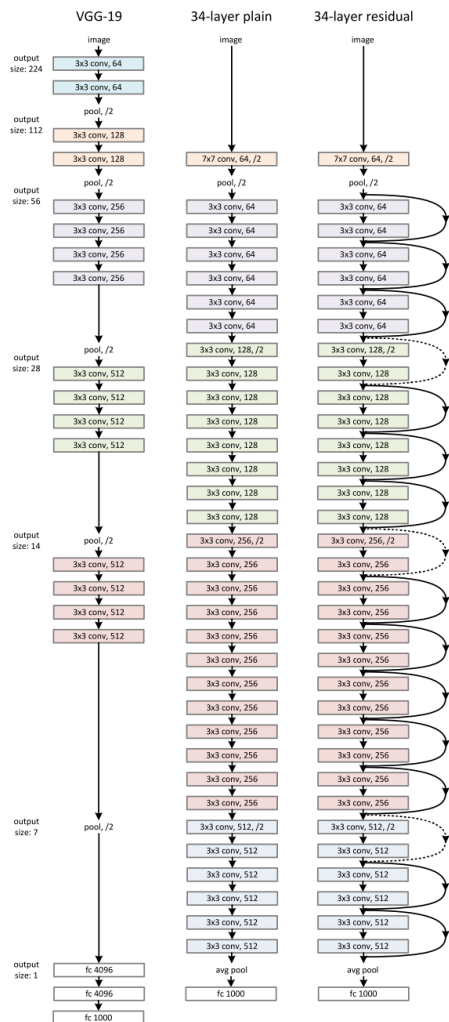 output
size: 224
output
size: 112
output
size: 56
output
size: 28
output
size: 14
output
size: 7
output
size: 1
VGG-19
image
3x3 conv, 64
3x3 conv, 64
pool, /2
3x3 conv, 128
3x3 conv, 128
pool, /2
3x3 conv, 256
3x3 conv, 256
3x3 conv, 256
3x3 conv, 256
pool, /2
3x3 conv, 512
3x3 conv, 512
3x3 conv, 512
3x3 conv, 512
pool, /2
3x3 conv, 512
3x3 conv, 512
3x3 conv, 512
3x3 conv, 512
pool, /2
fc 4096
fc 4096
fc 1000
34-layer plain
image
7x7 conv, 64, /2
pool, /2
3x3 conv, 64
3x3 conv, 64
3x3 conv, 64
3x3 conv, 64
3x3 conv, 64
3x3 conv, 64
3x3 conv, 128, /2
3x3 conv, 128
3x3 conv, 128
3x3 conv, 128
3x3 conv, 128
3x3 conv, 128
3x3 conv, 128
3x3 conv, 128
3x3 conv, 256, /2
3x3 conv, 256
3x3 conv, 256
3x3 conv, 256
3x3 conv, 256
3x3 conv, 256
3x3 conv, 256
3x3 conv, 256
3x3 conv, 256
3x3 conv, 256
3x3 conv, 256
3x3 conv, 256
3x3 conv, 512, /2
3x3 conv, 512
3x3 conv, 512
3x3 conv, 512
3x3 conv, 512
3x3 conv, 512
avg pool
fc 1000
34-layer residual
image
7x7 conv, 64, /2
pool, /2
3x3 conv, 64
3x3 conv, 64
3x3 conv, 64
3x3 conv, 64
3x3 conv, 64
3x3 conv, 64
3x3 conv, 128, /2
3x3 conv, 128
3x3 conv, 128
3x3 conv, 128
3x3 conv, 128
3x3 conv, 128
3x3 conv, 128
3x3 conv, 128
3x3 conv, 256, /2
3x3 conv, 256
3x3 conv, 256
3x3 conv, 256
3x3 conv, 256
3x3 conv, 256
3x3 conv, 256
3x3 conv, 256
3x3 conv, 256
3x3 conv, 256
3x3 conv, 256
3x3 conv, 256
3x3 conv, 512, /2
3x3 conv, 512
3x3 conv, 512
3x3 conv, 512
3x3 conv, 512
3x3 conv, 512
avg pool
fc 1000